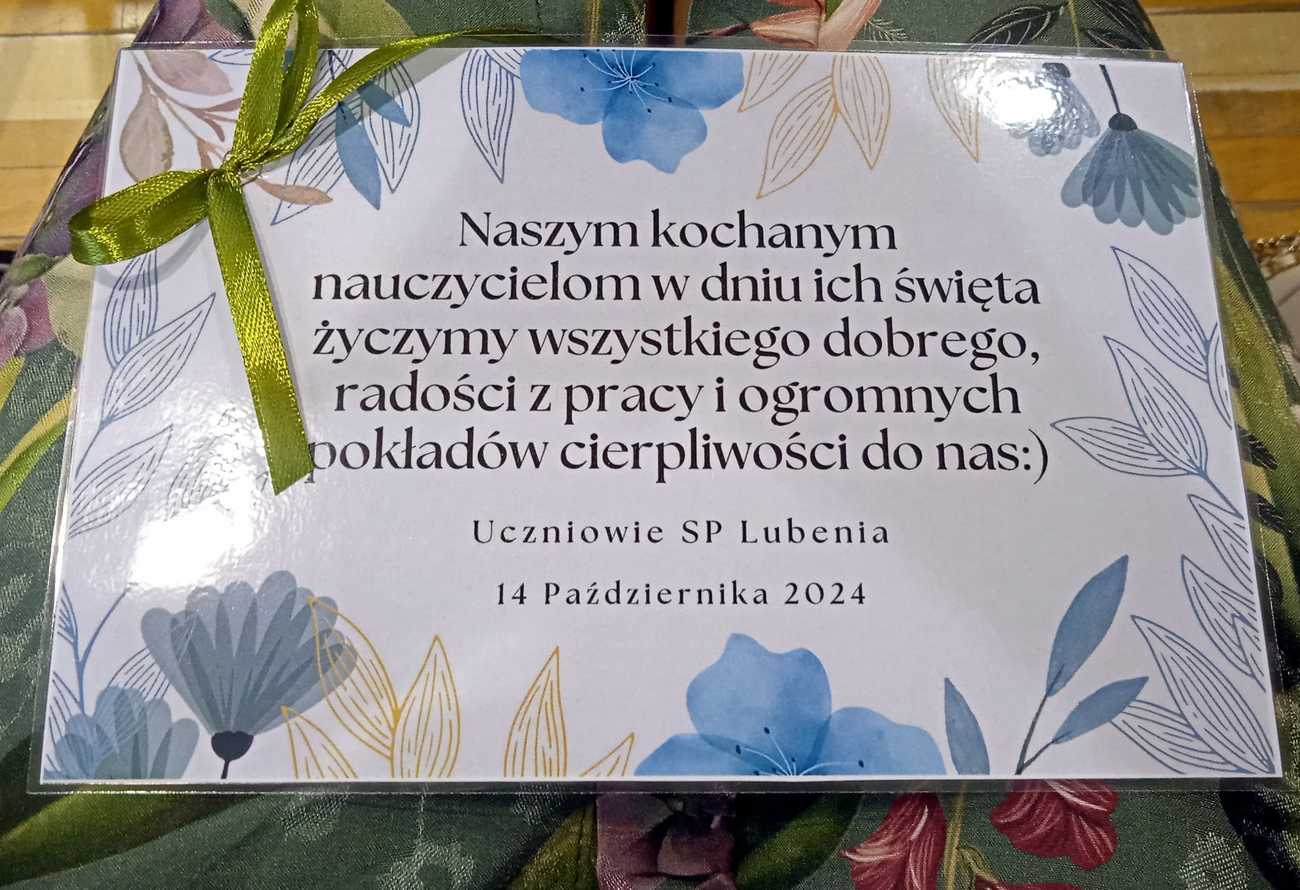 Naszym kochanym
nauczycielom w dniu ich święta
życzymy wszystkiego dobrego,
radości z pracy i ogromnych
pokładów cierpliwości do nas:)
Uczniowie SP Lubenia
14 Października 2024